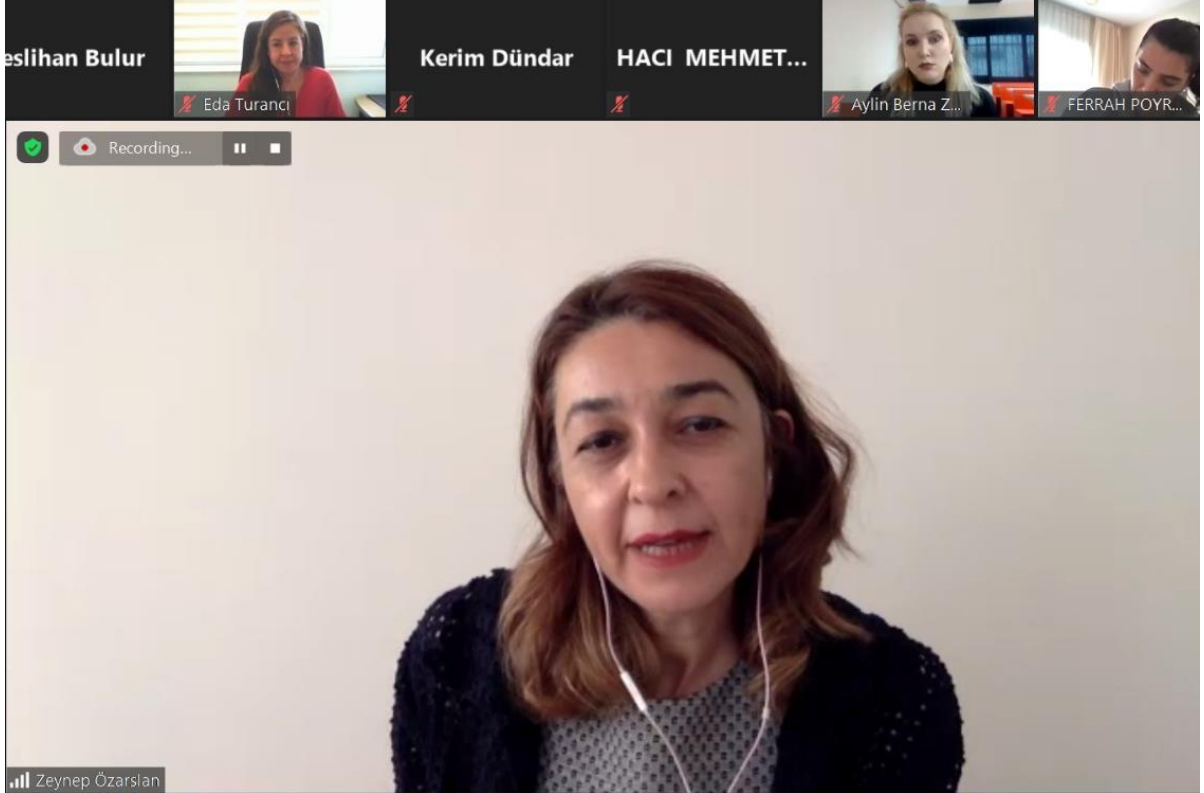 eslihan Bulur
Eda Turancı
Kerim Dündar
HACI MEHMET...
Aylin Berna Z...
FERRAH POYR...
Recording...
Zeynep Özarslan